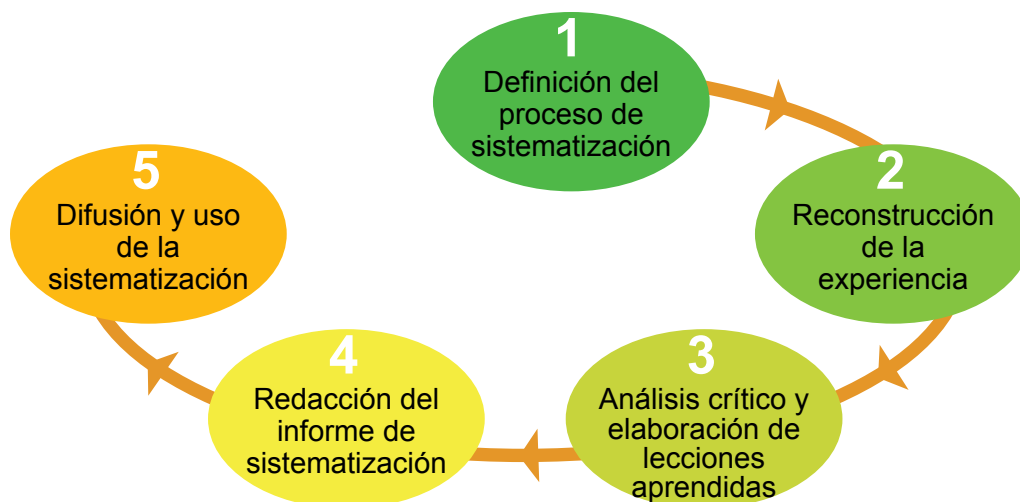 1
Definición del
proceso de
sistematización
2
Reconstrucción
de la
experiencia
3
Análisis crítico y
elaboración de
lecciones
aprendidas
4
Redacción del
informe de
sistematización
5
Difusión y uso
de la
sistematización